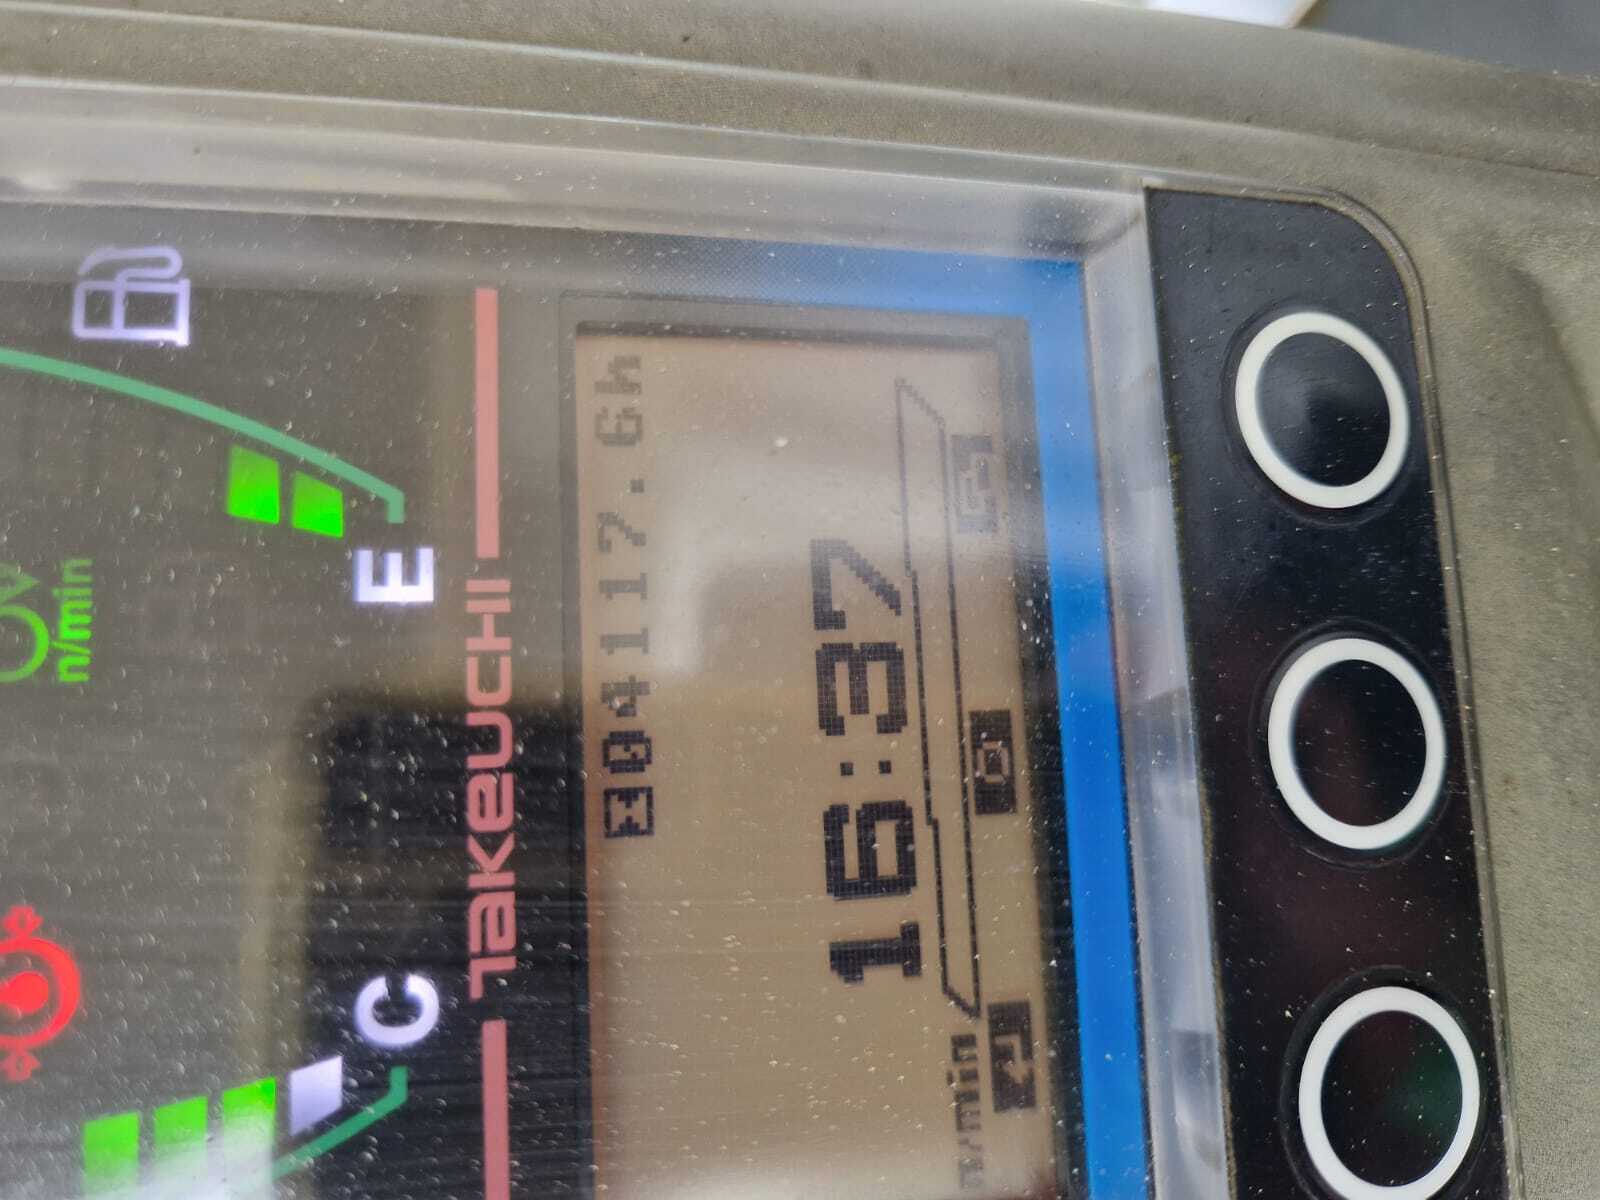 n/min
E
C
TAKEUCHI
04117.6h
16:37
n/min